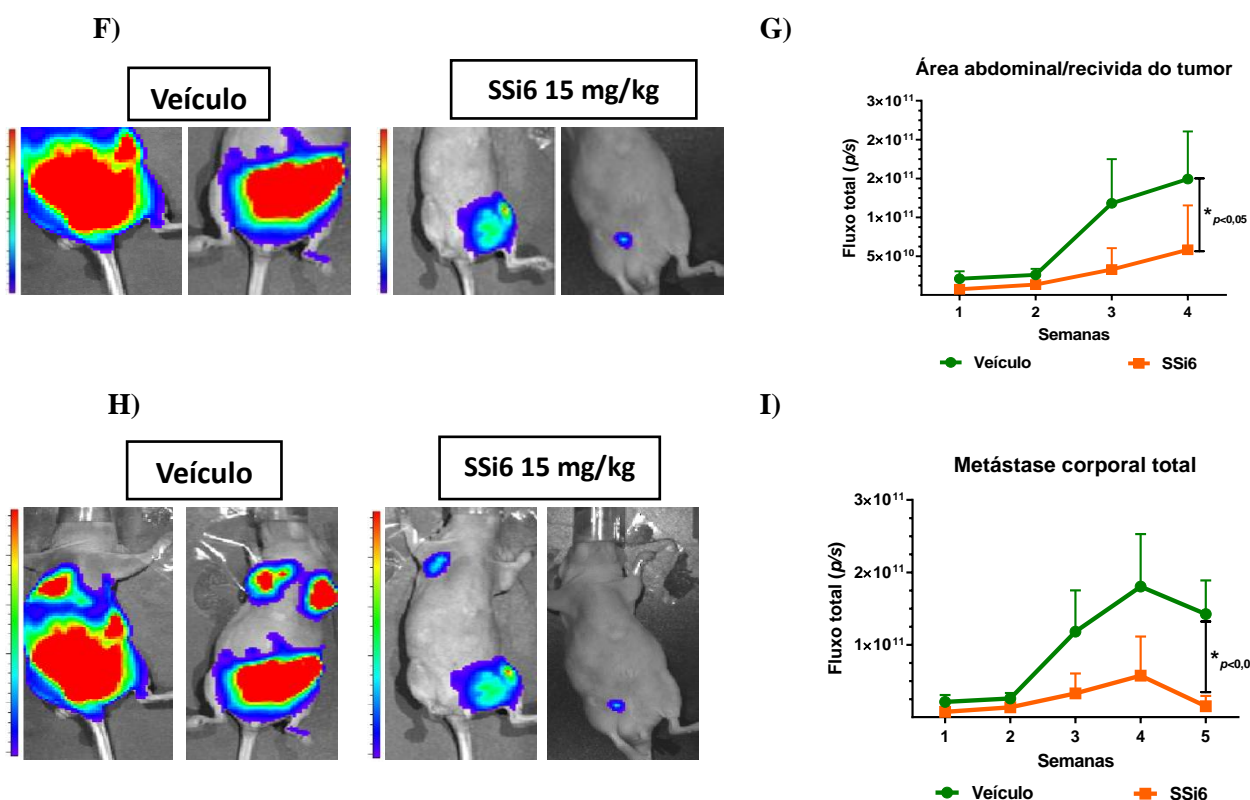 F)
Veículo
SSi6 15 mg/kg
G)
Área abdominal/recivida do tumor
Fluxo total (p/s)
3×10¹¹
2×10¹¹
2×10¹¹
1×10¹¹
5×10¹⁰
* p<0,05
1 2 3 4
Semanas
Veículo SSi6
H)
Veículo
SSi6 15 mg/kg
I)
Metástase corporal total
Fluxo total (p/s)
3×10¹¹
2×10¹¹
1×10¹¹
* p<0,0
1 2 3 4 5
Semanas
Veículo SSi6